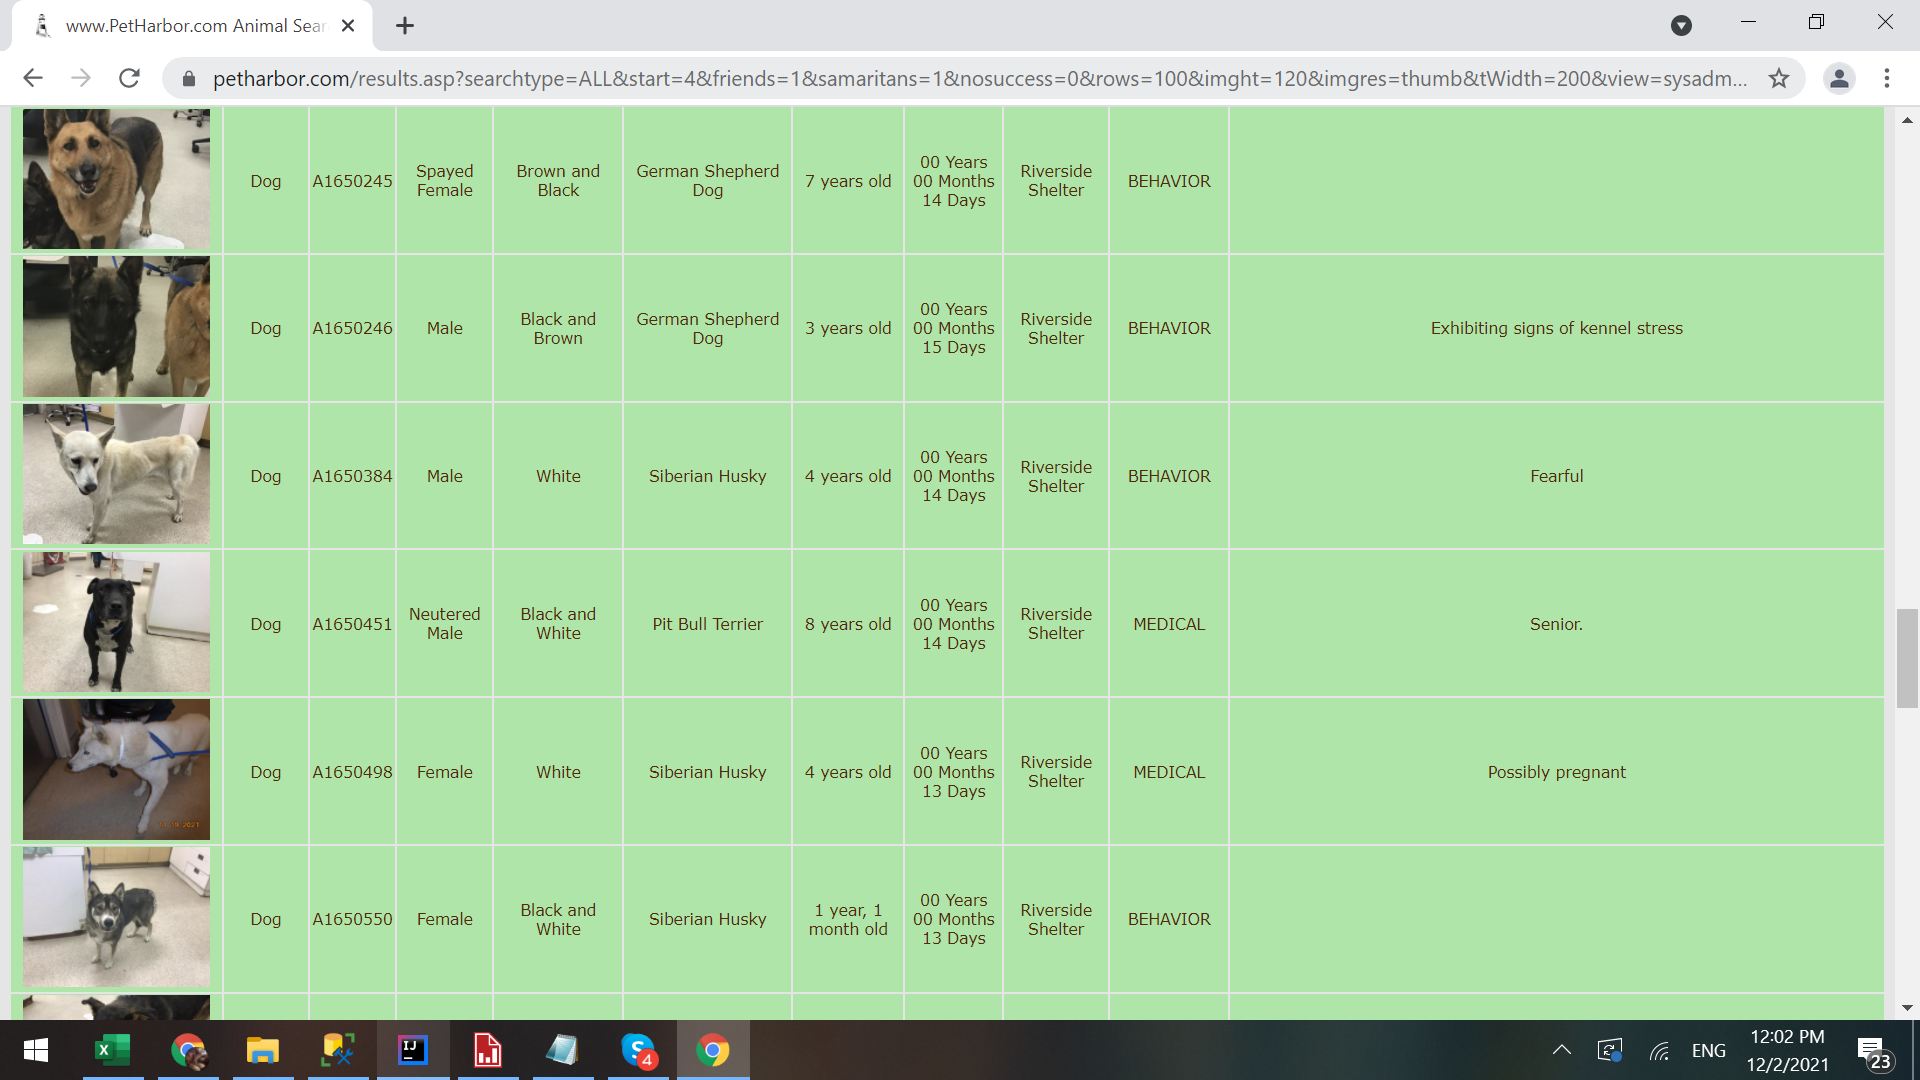 www.PetHarbor.com Animal Sear
petharbor.com/results.asp?searchtype=ALL&start=4&friends=1&samaritans=1&nosuccess=0&rows=100&imght=120&imgres=thumb&tWidth=200&view=sysadm...
Dog
A1650245
Spayed
Female
Brown and
Black
German Shepherd
Dog
7 years old
00 Years
00 Months
14 Days
Riverside
Shelter
BEHAVIOR
Dog
A1650246
Male
Black and
Brown
German Shepherd
Dog
3 years old
00 Years
00 Months
15 Days
Riverside
Shelter
BEHAVIOR
Exhibiting signs of kennel stress
Dog
A1650384
Male
White
Siberian Husky
4 years old
00 Years
00 Months
14 Days
Riverside
Shelter
BEHAVIOR
Fearful
Dog
A1650451
Neutered
Male
Black and
White
Pit Bull Terrier
8 years old
00 Years
00 Months
14 Days
Riverside
Shelter
MEDICAL
Senior.
Dog
A1650498
Female
White
Siberian Husky
4 years old
00 Years
00 Months
13 Days
Riverside
Shelter
MEDICAL
Possibly pregnant
Dog
A1650550
Female
Black and
White
Siberian Husky
1 year, 1
month old
00 Years
00 Months
13 Days
Riverside
Shelter
BEHAVIOR
IJ
4
ENG
12:02 PM
12/2/2021
23